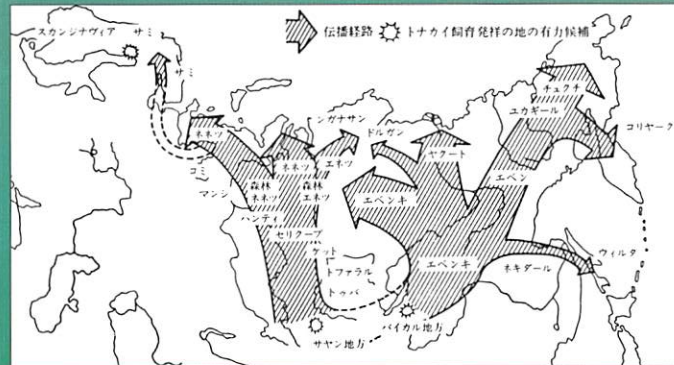 伝播経路
トナカイ飼育発祥の地の有力候補
スカンジナヴィア サミ
サミ
チュクチ
ユカギール
コリヤーク
ンガナサン
ドルガン
ネネツ
ネネツ
エネツ
ヤクート
コミ
マンシ
森林
ネネツ
森林
エネツ
エベンキ
エベン
ハンティ
セリクープ
ケット
トファラル
トゥバ
エベンキ
ネギダール
ウィルタ
サヤン地方
バイカル地方